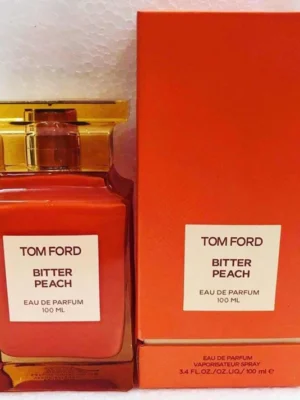 TOM FORD
BITTER
PEACH
EAU DE PARFUM
100 ML
TOM FORD
BITTER
PEACH
EAU DE PARFUM
100 ML
EAU DE PARFUM
VAPORISATEUR SPRAY
3.4 FL.OZ./OZ.LIQ./100 ml ℮